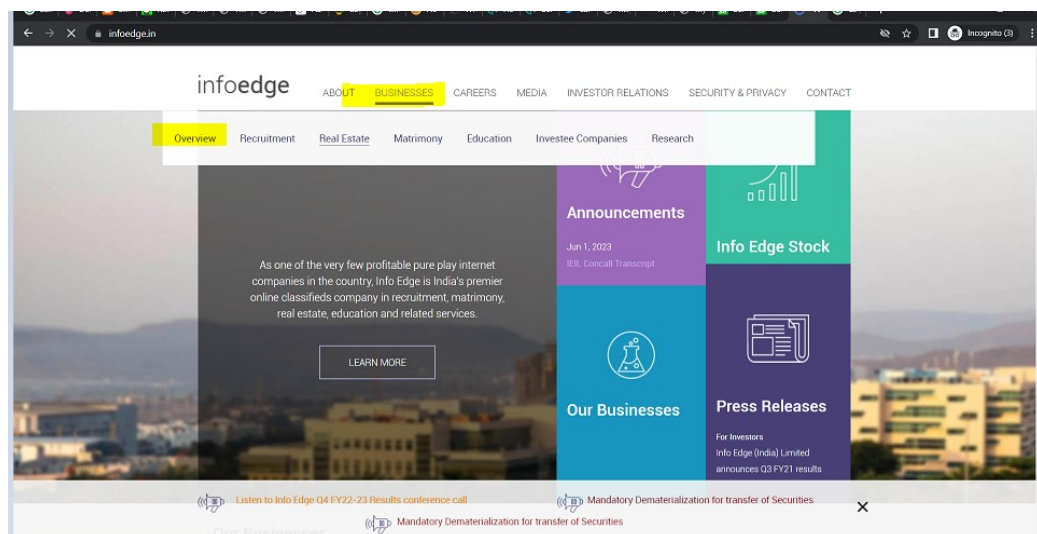 infoedge.in
Incognito (3)
infoedge
ABOUT BUSINESSES CAREERS MEDIA INVESTOR RELATIONS SECURITY & PRIVACY CONTACT
Overview Recruitment Real Estate Matrimony Education Investee Companies Research
As one of the very few profitable pure play internet
companies in the country, Info Edge is India's premier
online classifieds company in recruitment, matrimony,
real estate, education and related services.
LEARN MORE
Announcements
Jun 1, 2023
IEIL Concall Transcript
Info Edge Stock
Our Businesses
Press Releases
For Investors
Info Edge (India) Limited
announces Q3 FY21 results
Listen to Info Edge Q4 FY22-23 Results conference call
Mandatory Dematerialization for transfer of Securities
Mandatory Dematerialization for transfer of Securities
Our Businesses